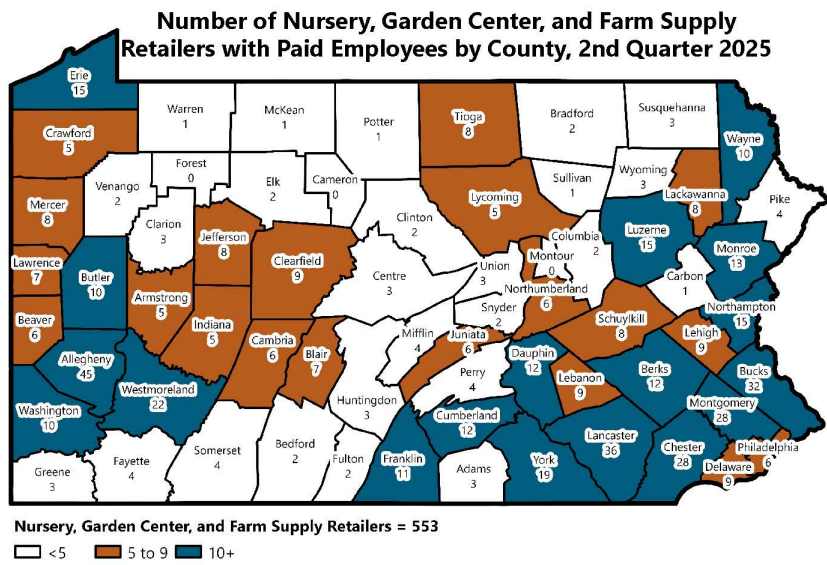 Number of Nursery, Garden Center, and Farm Supply
Retailers with Paid Employees by County, 2nd Quarter 2025
Erie
15
Warren
1
McKean
1
Potter
1
Tioga
8
Bradford
2
Susquehanna
3
Wayne
10
Crawford
5
Forest
0
Elk
2
Cameron
0
Sullivan
1
Wyoming
3
Lackawanna
8
Pike
4
Mercer
8
Venango
2
Clarion
3
Lycoming
5
Clinton
2
Jefferson
8
Clearfield
9
Centre
3
Union
3
Montour
0
Columbia
2
Luzerne
15
Monroe
13
Lawrence
7
Butler
10
Armstrong
5
Indiana
5
Snyder
2
Northumberland
6
Carbon
1
Northampton
15
Beaver
6
Cambria
6
Blair
7
Mifflin
4
Juniata
6
Schuylkill
8
Lehigh
9
Allegheny
45
Westmoreland
22
Huntingdon
3
Perry
4
Dauphin
12
Lebanon
9
Berks
12
Bucks
32
Montgomery
28
Washington
10
Cumberland
12
Lancaster
36
Chester
28
Philadelphia
6
Delaware
9
Greene
3
Fayette
4
Somerset
4
Bedford
2
Fulton
2
Franklin
11
Adams
3
York
19
Nursery, Garden Center, and Farm Supply Retailers = 553
<5 5 to 9 10+